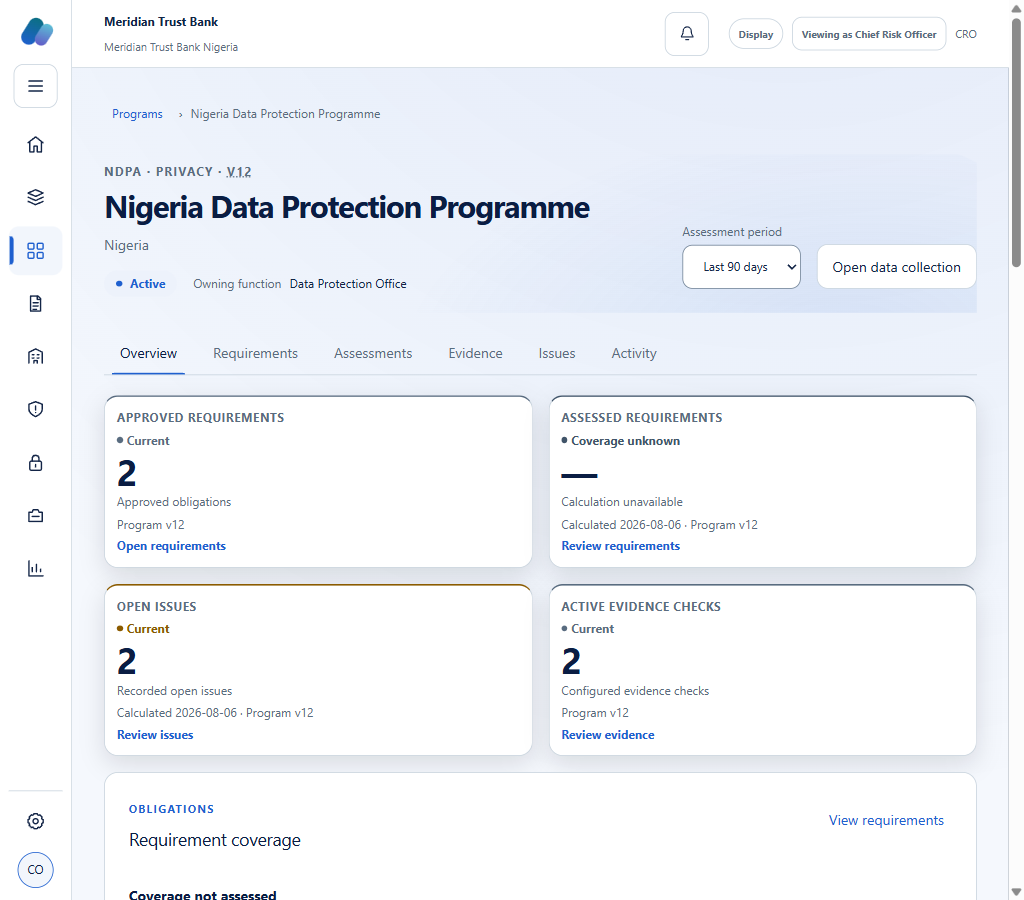 Meridian Trust Bank
Meridian Trust Bank Nigeria
Display
Viewing as Chief Risk Officer
CRO
Programs › Nigeria Data Protection Programme
NDPA · PRIVACY · V12
Nigeria Data Protection Programme
Nigeria
Active
Owning function Data Protection Office
Assessment period
Last 90 days
Open data collection
Overview
Requirements
Assessments
Evidence
Issues
Activity
APPROVED REQUIREMENTS
Current
2
Approved obligations
Program v12
Open requirements
ASSESSED REQUIREMENTS
Coverage unknown
—
Calculation unavailable
Calculated 2026-08-06 · Program v12
Review requirements
OPEN ISSUES
Current
2
Recorded open issues
Calculated 2026-08-06 · Program v12
Review issues
ACTIVE EVIDENCE CHECKS
Current
2
Configured evidence checks
Program v12
Review evidence
OBLIGATIONS
Requirement coverage
View requirements
Coverage not assessed
CO